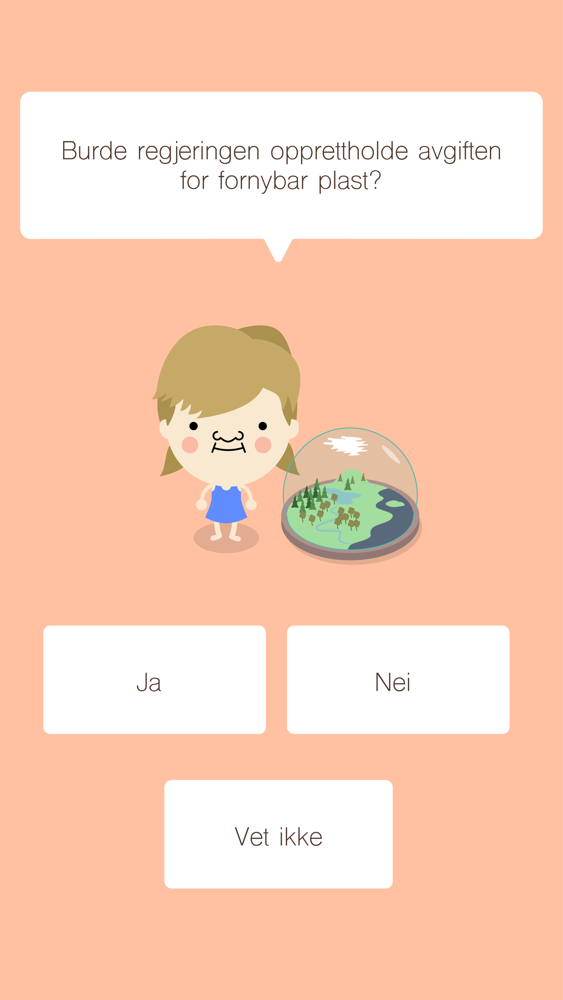 Burde regjeringen opprettholde avgiften
for fornybar plast?
Ja
Nei
Vet ikke